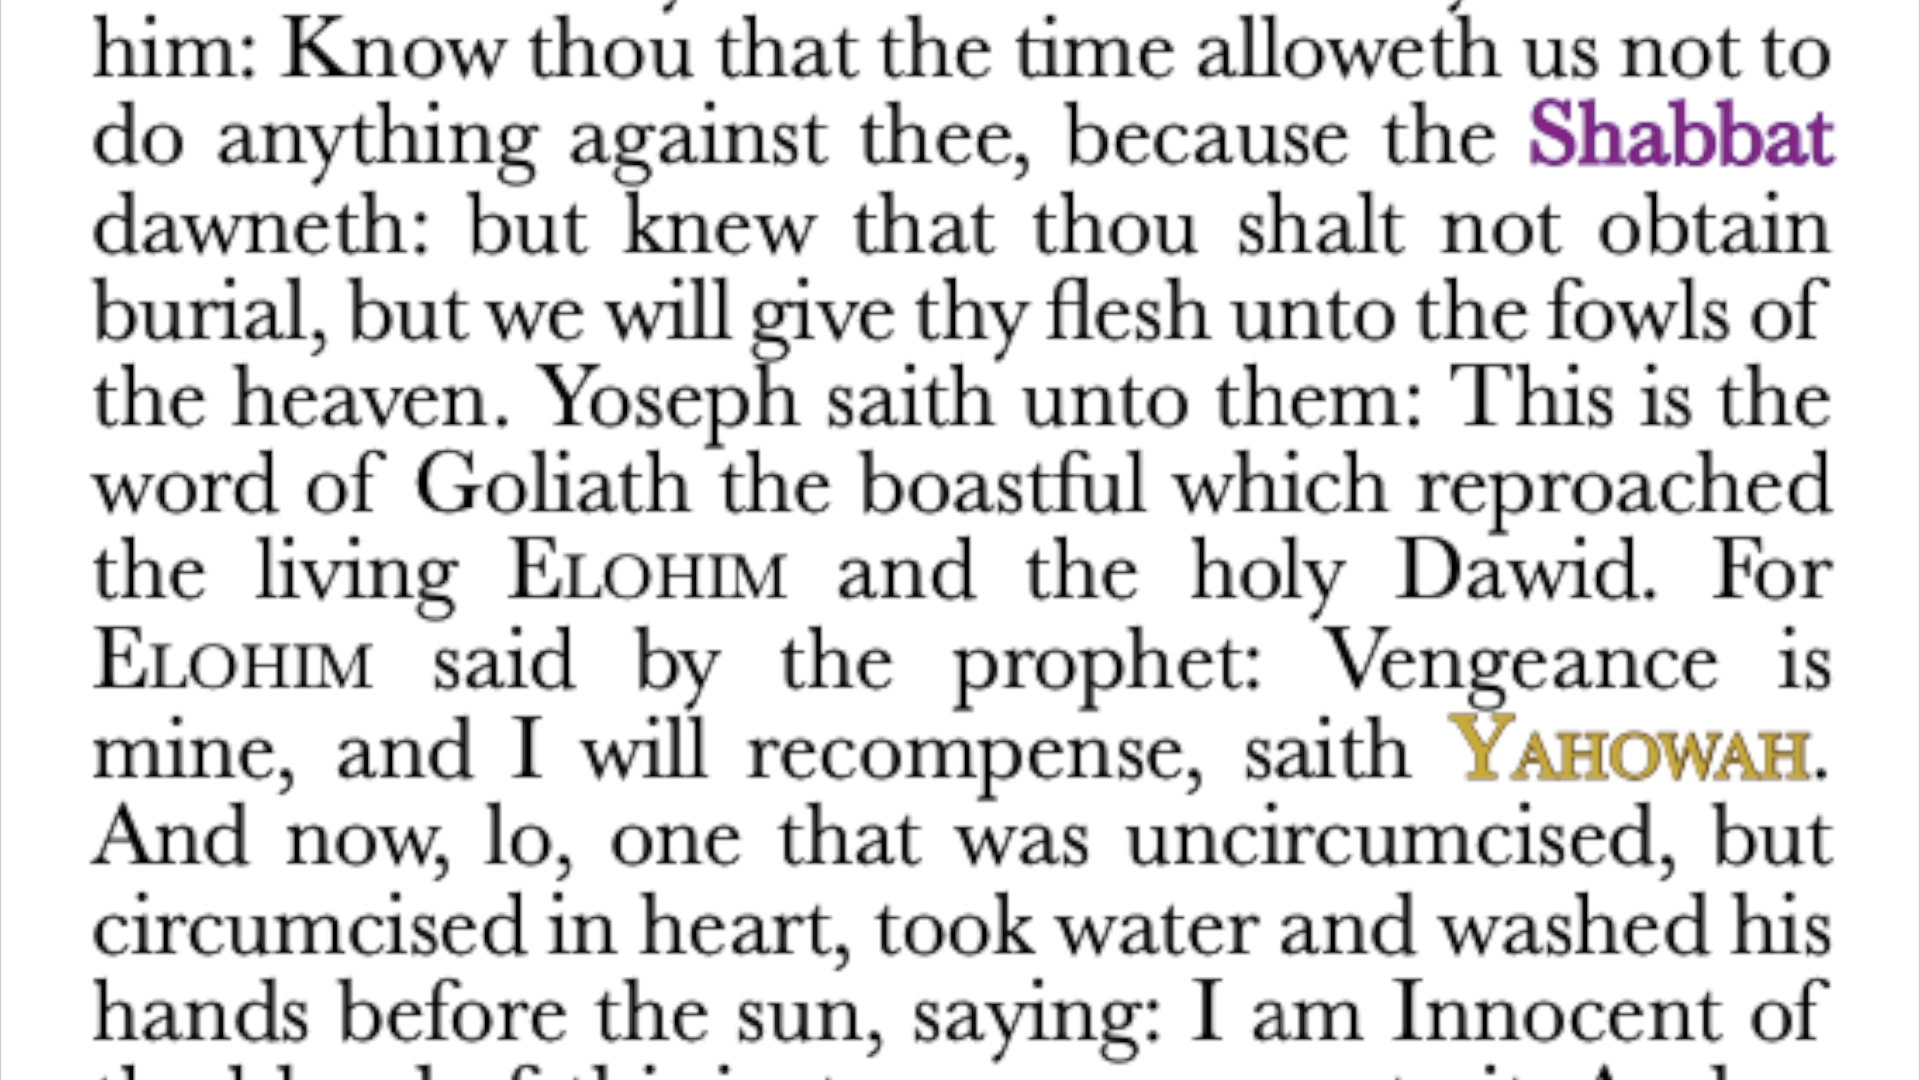 him: Know thou that the time alloweth us not to
do anything against thee, because the Shabbat
dawneth: but knew that thou shalt not obtain
burial, but we will give thy flesh unto the fowls of
the heaven. Yoseph saith unto them: This is the
word of Goliath the boastful which reproached
the living ELOHIM and the holy Dawid. For
ELOHIM said by the prophet: Vengeance is
mine, and I will recompense, saith YAHOWAH.
And now, lo, one that was uncircumcised, but
circumcised in heart, took water and washed his
hands before the sun, saying: I am Innocent of